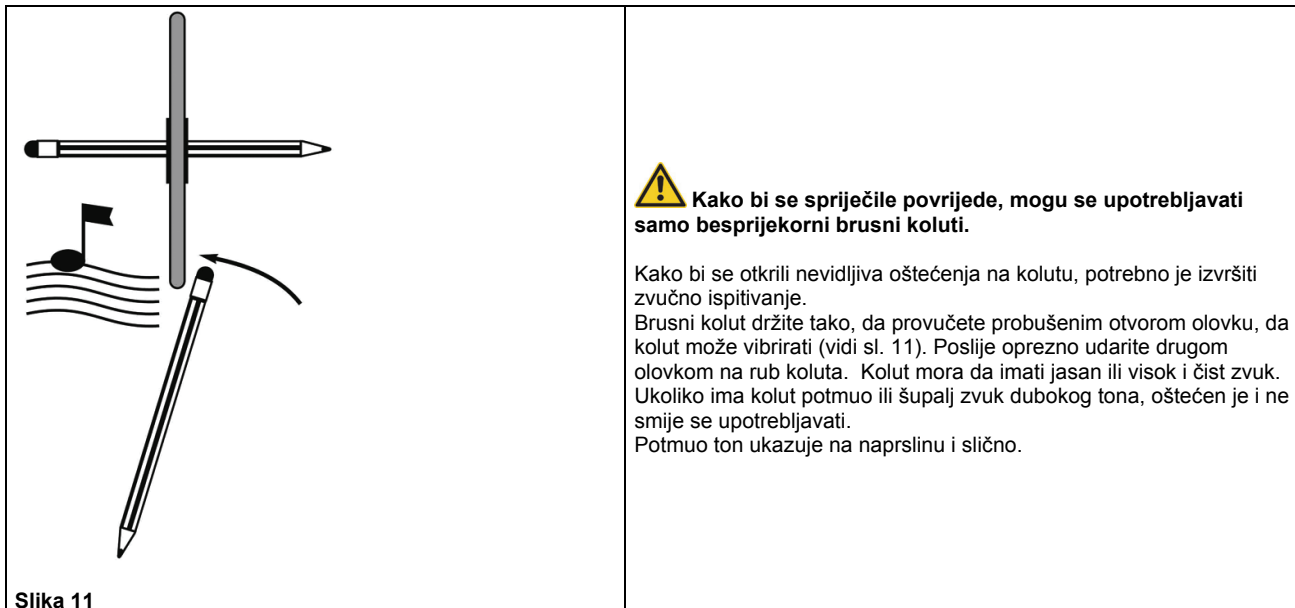 Kako bi se spriječile povrijede, mogu se upotrebljavati
samo besprijekorni brusni koluti.
Kako bi se otkrili nevidljiva oštećenja na kolutu, potrebno je izvršiti
zvučno ispitivanje.
Brusni kolut držite tako, da provučete probušenim otvorom olovku, da
kolut može vibrirati (vidi sl. 11). Poslije oprezno udarite drugom
olovkom na rub koluta.  Kolut mora da imati jasan ili visok i čist zvuk.
Ukoliko ima kolut potmuo ili šupalj zvuk dubokog tona, oštećen je i ne
smije se upotrebljavati.
Potmuo ton ukazuje na naprslinu i slično.
Slika 11